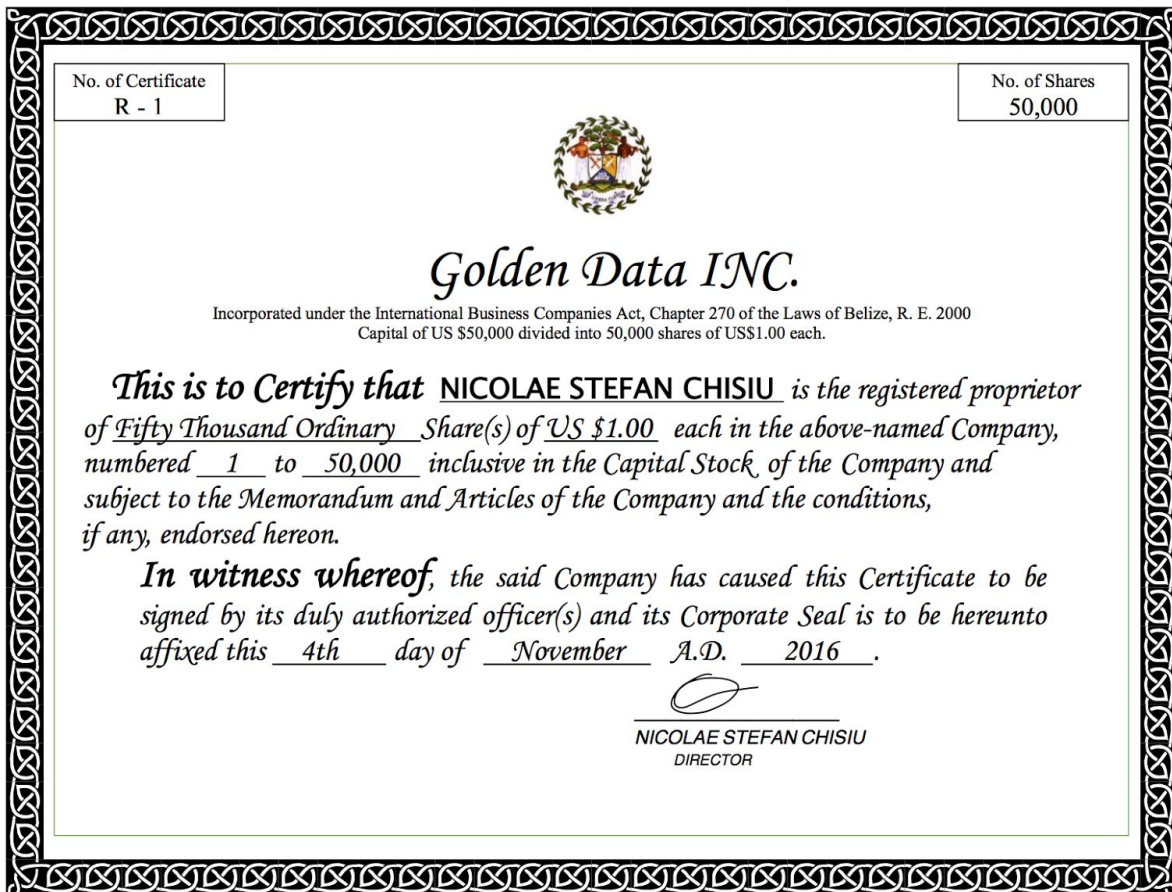 No. of Certificate
R - 1
No. of Shares
50,000
Golden Data INC.
Incorporated under the International Business Companies Act, Chapter 270 of the Laws of Belize, R. E. 2000
Capital of US $50,000 divided into 50,000 shares of US$1.00 each.
This is to Certify that NICOLAE STEFAN CHISIU is the registered proprietor
of Fifty Thousand Ordinary Share(s) of US $1.00 each in the above-named Company,
numbered 1 to 50,000 inclusive in the Capital Stock of the Company and
subject to the Memorandum and Articles of the Company and the conditions,
if any, endorsed hereon.
In witness whereof, the said Company has caused this Certificate to be
signed by its duly authorized officer(s) and its Corporate Seal is to be hereunto
affixed this 4th day of November A.D. 2016.
NICOLAE STEFAN CHISIU
DIRECTOR